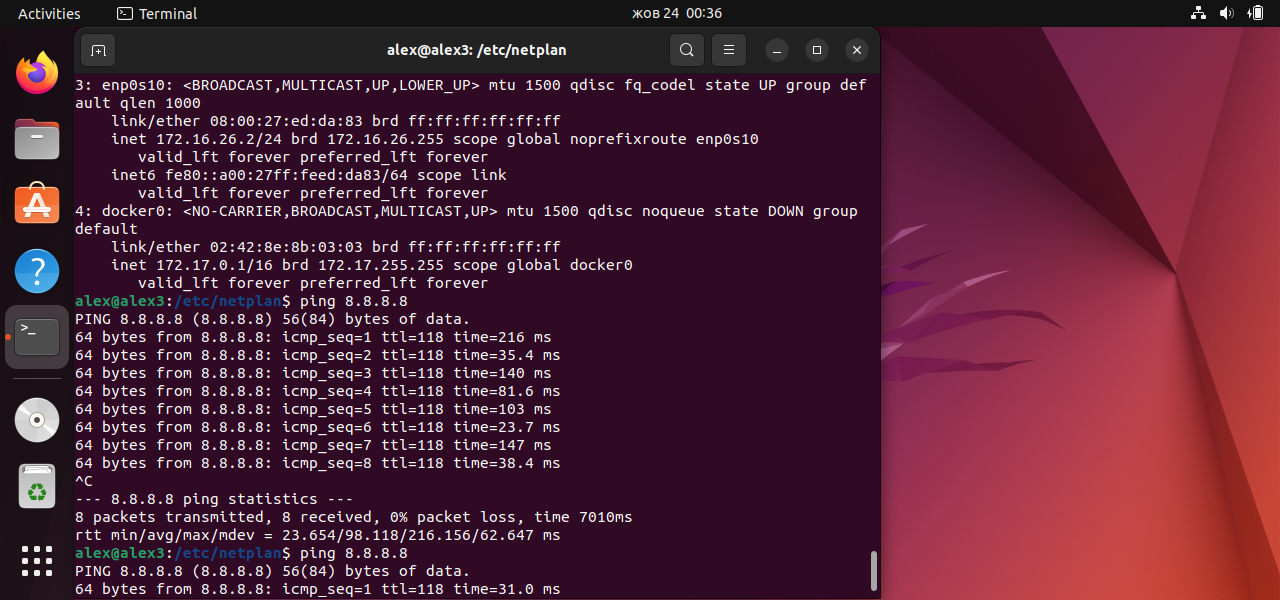 Activities
Terminal
жов 24 00:36
alex@alex3: /etc/netplan
3: enp0s10: <BROADCAST,MULTICAST,UP,LOWER_UP> mtu 1500 qdisc fq_codel state UP group def
ault qlen 1000
    link/ether 08:00:27:ed:da:83 brd ff:ff:ff:ff:ff:ff
    inet 172.16.26.2/24 brd 172.16.26.255 scope global noprefixroute enp0s10
       valid_lft forever preferred_lft forever
    inet6 fe80::a00:27ff:feed:da83/64 scope link
       valid_lft forever preferred_lft forever
4: docker0: <NO-CARRIER,BROADCAST,MULTICAST,UP> mtu 1500 qdisc noqueue state DOWN group
default
    link/ether 02:42:8e:8b:03:03 brd ff:ff:ff:ff:ff:ff
    inet 172.17.0.1/16 brd 172.17.255.255 scope global docker0
       valid_lft forever preferred_lft forever
alex@alex3:/etc/netplan$ ping 8.8.8.8
PING 8.8.8.8 (8.8.8.8) 56(84) bytes of data.
64 bytes from 8.8.8.8: icmp_seq=1 ttl=118 time=216 ms
64 bytes from 8.8.8.8: icmp_seq=2 ttl=118 time=35.4 ms
64 bytes from 8.8.8.8: icmp_seq=3 ttl=118 time=140 ms
64 bytes from 8.8.8.8: icmp_seq=4 ttl=118 time=81.6 ms
64 bytes from 8.8.8.8: icmp_seq=5 ttl=118 time=103 ms
64 bytes from 8.8.8.8: icmp_seq=6 ttl=118 time=23.7 ms
64 bytes from 8.8.8.8: icmp_seq=7 ttl=118 time=147 ms
64 bytes from 8.8.8.8: icmp_seq=8 ttl=118 time=38.4 ms
^C
--- 8.8.8.8 ping statistics ---
8 packets transmitted, 8 received, 0% packet loss, time 7010ms
rtt min/avg/max/mdev = 23.654/98.118/216.156/62.647 ms
alex@alex3:/etc/netplan$ ping 8.8.8.8
PING 8.8.8.8 (8.8.8.8) 56(84) bytes of data.
64 bytes from 8.8.8.8: icmp_seq=1 ttl=118 time=31.0 ms